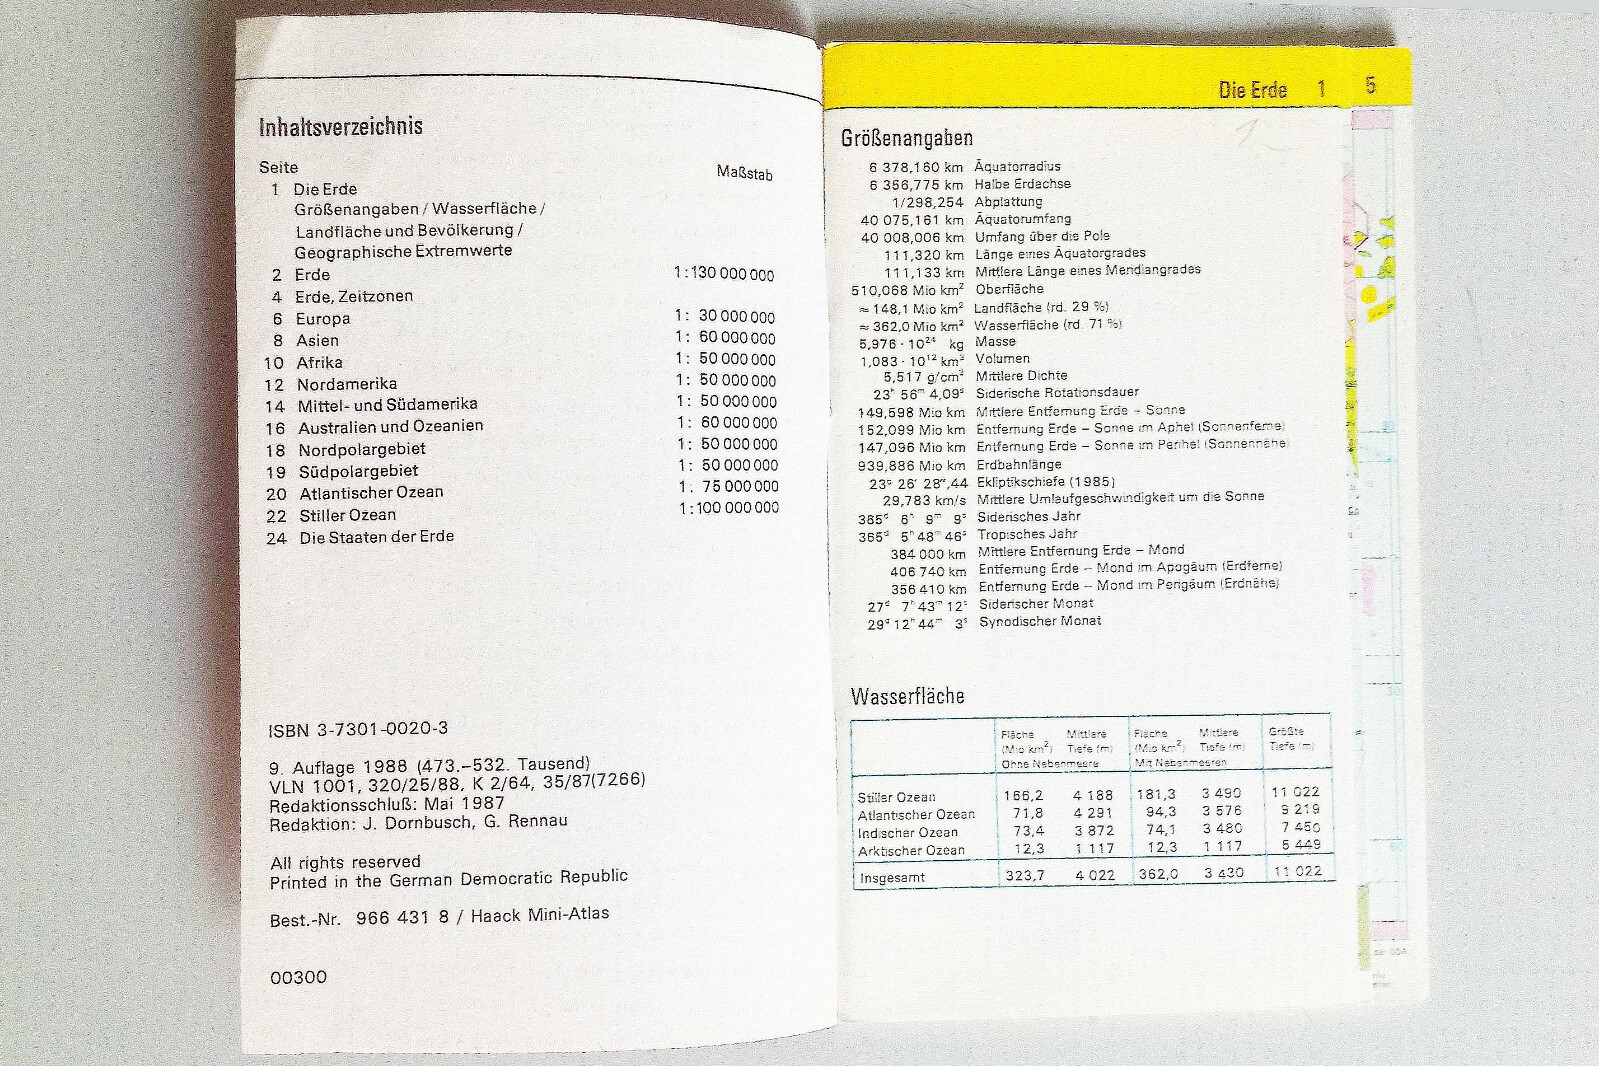 Inhaltsverzeichnis
Seite Maßstab
1 Die Erde
Größenangaben / Wasserfläche /
Landfläche und Bevölkerung /
Geographische Extremwerte
2 Erde 1:130 000 000
4 Erde, Zeitzonen
6 Europa 1: 30 000 000
8 Asien 1: 60 000 000
10 Afrika 1: 50 000 000
12 Nordamerika 1: 50 000 000
14 Mittel- und Südamerika 1: 50 000 000
16 Australien und Ozeanien 1: 60 000 000
18 Nordpolargebiet 1: 50 000 000
19 Südpolargebiet 1: 50 000 000
20 Atlantischer Ozean 1: 75 000 000
22 Stiller Ozean 1:100 000 000
24 Die Staaten der Erde
ISBN 3-7301-0020-3
9. Auflage 1988 (473.–532. Tausend)
VLN 1001, 320/25/88, K 2/64, 35/87(7266)
Redaktionsschluß: Mai 1987
Redaktion: J. Dornbusch, G. Rennau
All rights reserved
Printed in the German Democratic Republic
Best.-Nr. 966 431 8 / Haack Mini-Atlas
00300
Die Erde 1 5
Größenangaben
6 378,160 km Äquatorradius
6 356,775 km Halbe Erdachse
1/298,254 Abplattung
40 075,161 km Äquatorumfang
40 008,006 km Umfang über die Pole
111,320 km Länge eines Äquatorgrades
111,133 km Mittlere Länge eines Meridiangrades
510,068 Mio km² Oberfläche
≈ 148,1 Mio km² Landfläche (rd. 29 %)
≈ 362,0 Mio km² Wasserfläche (rd. 71 %)
5,976 · 10²⁴ kg Masse
1,083 · 10¹² km³ Volumen
5,517 g/cm³ Mittlere Dichte
23ʰ 56ᵐ 4,09ˢ Siderische Rotationsdauer
149,598 Mio km Mittlere Entfernung Erde – Sonne
152,099 Mio km Entfernung Erde – Sonne im Aphel (Sonnenferne)
147,096 Mio km Entfernung Erde – Sonne im Perihel (Sonnennähe)
939,886 Mio km Erdbahnlänge
23° 26′ 28″,44 Ekliptikschiefe (1985)
29,783 km/s Mittlere Umlaufgeschwindigkeit um die Sonne
365ᵈ 6ʰ 9ᵐ 9ˢ Siderisches Jahr
365ᵈ 5ʰ 48ᵐ 46ˢ Tropisches Jahr
384 000 km Mittlere Entfernung Erde – Mond
406 740 km Entfernung Erde – Mond im Apogäum (Erdferne)
356 410 km Entfernung Erde – Mond im Perigäum (Erdnähe)
27ᵈ 7ʰ 43ᵐ 12ˢ Siderischer Monat
29ᵈ 12ʰ 44ᵐ 3ˢ Synodischer Monat
Wasserfläche
Fläche Mittlere Fläche Mittlere Größte
(Mio km²) Tiefe (m) (Mio km²) Tiefe (m) Tiefe (m)
Ohne Nebenmeere Mit Nebenmeeren
Stiller Ozean 166,2 4 188 181,3 3 490 11 022
Atlantischer Ozean 71,8 4 291 94,3 3 576 9 219
Indischer Ozean 73,4 3 872 74,1 3 480 7 450
Arktischer Ozean 12,3 1 117 12,3 1 117 5 449
Insgesamt 323,7 4 022 362,0 3 430 11 022